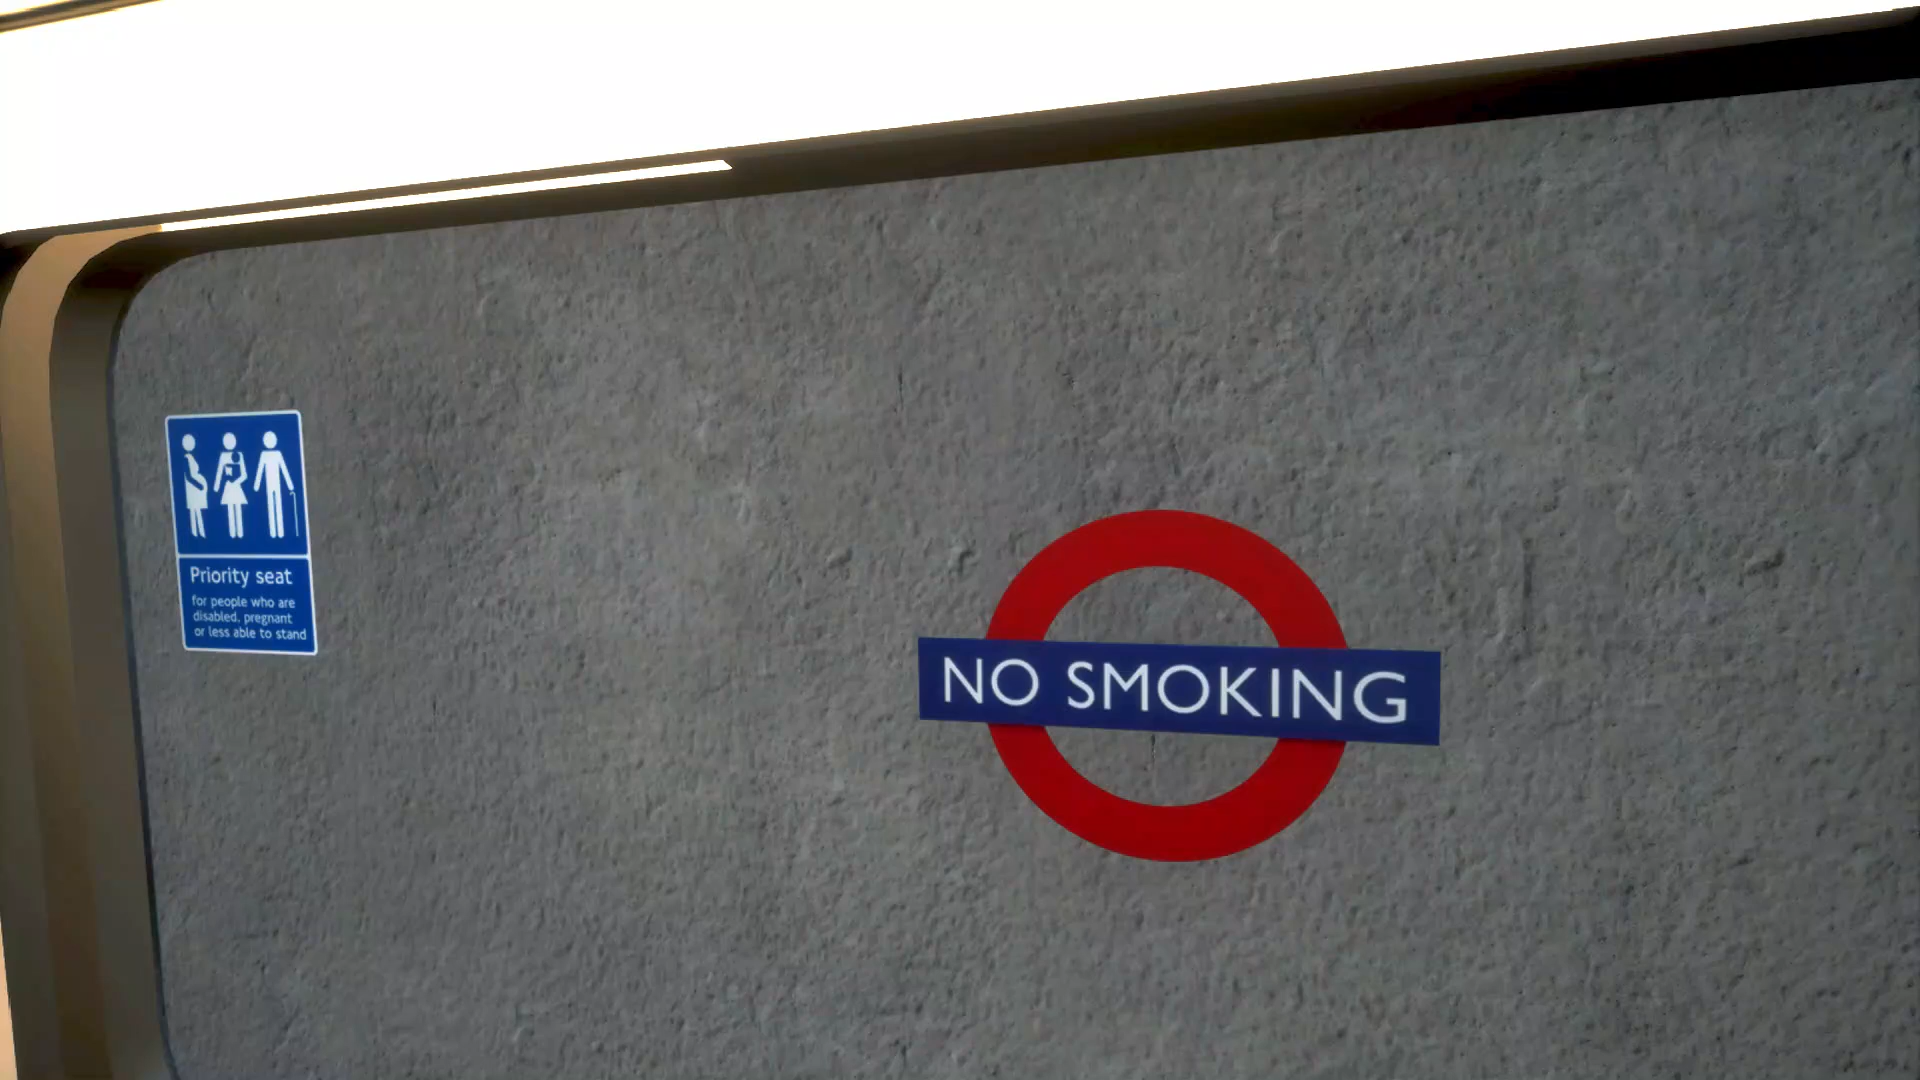 Priority seat
for people who are
disabled, pregnant
or less able to stand
NO SMOKING